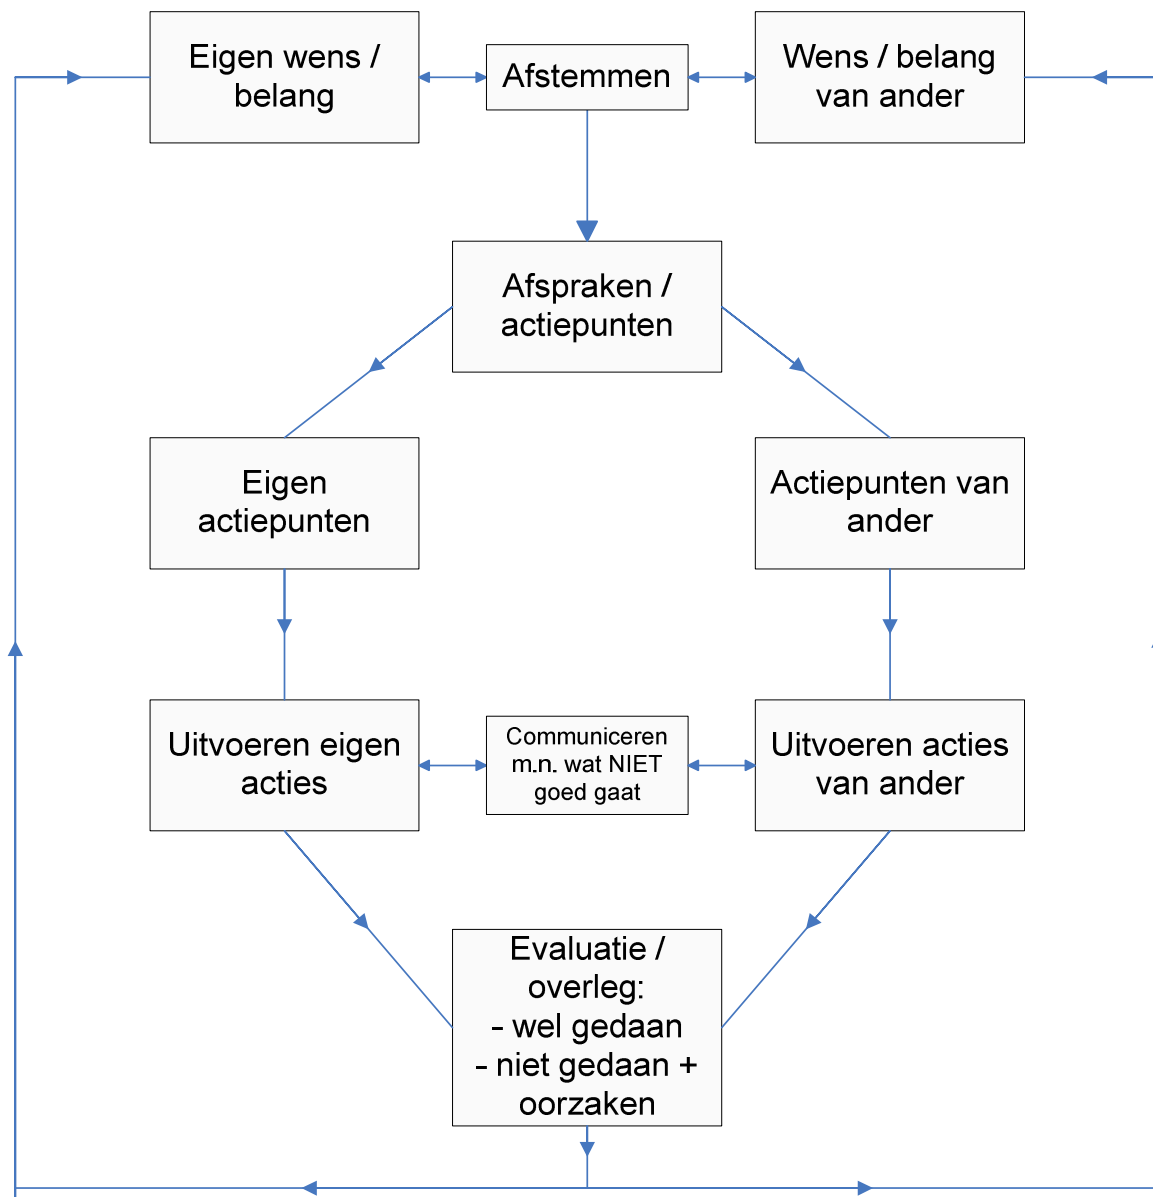 Eigen wens /
belang
Afstemmen
Wens / belang
van ander
Afspraken /
actiepunten
Eigen
actiepunten
Actiepunten van
ander
Uitvoeren eigen
acties
Communiceren
m.n. wat NIET
goed gaat
Uitvoeren acties
van ander
Evaluatie /
overleg:
- wel gedaan
- niet gedaan +
oorzaken